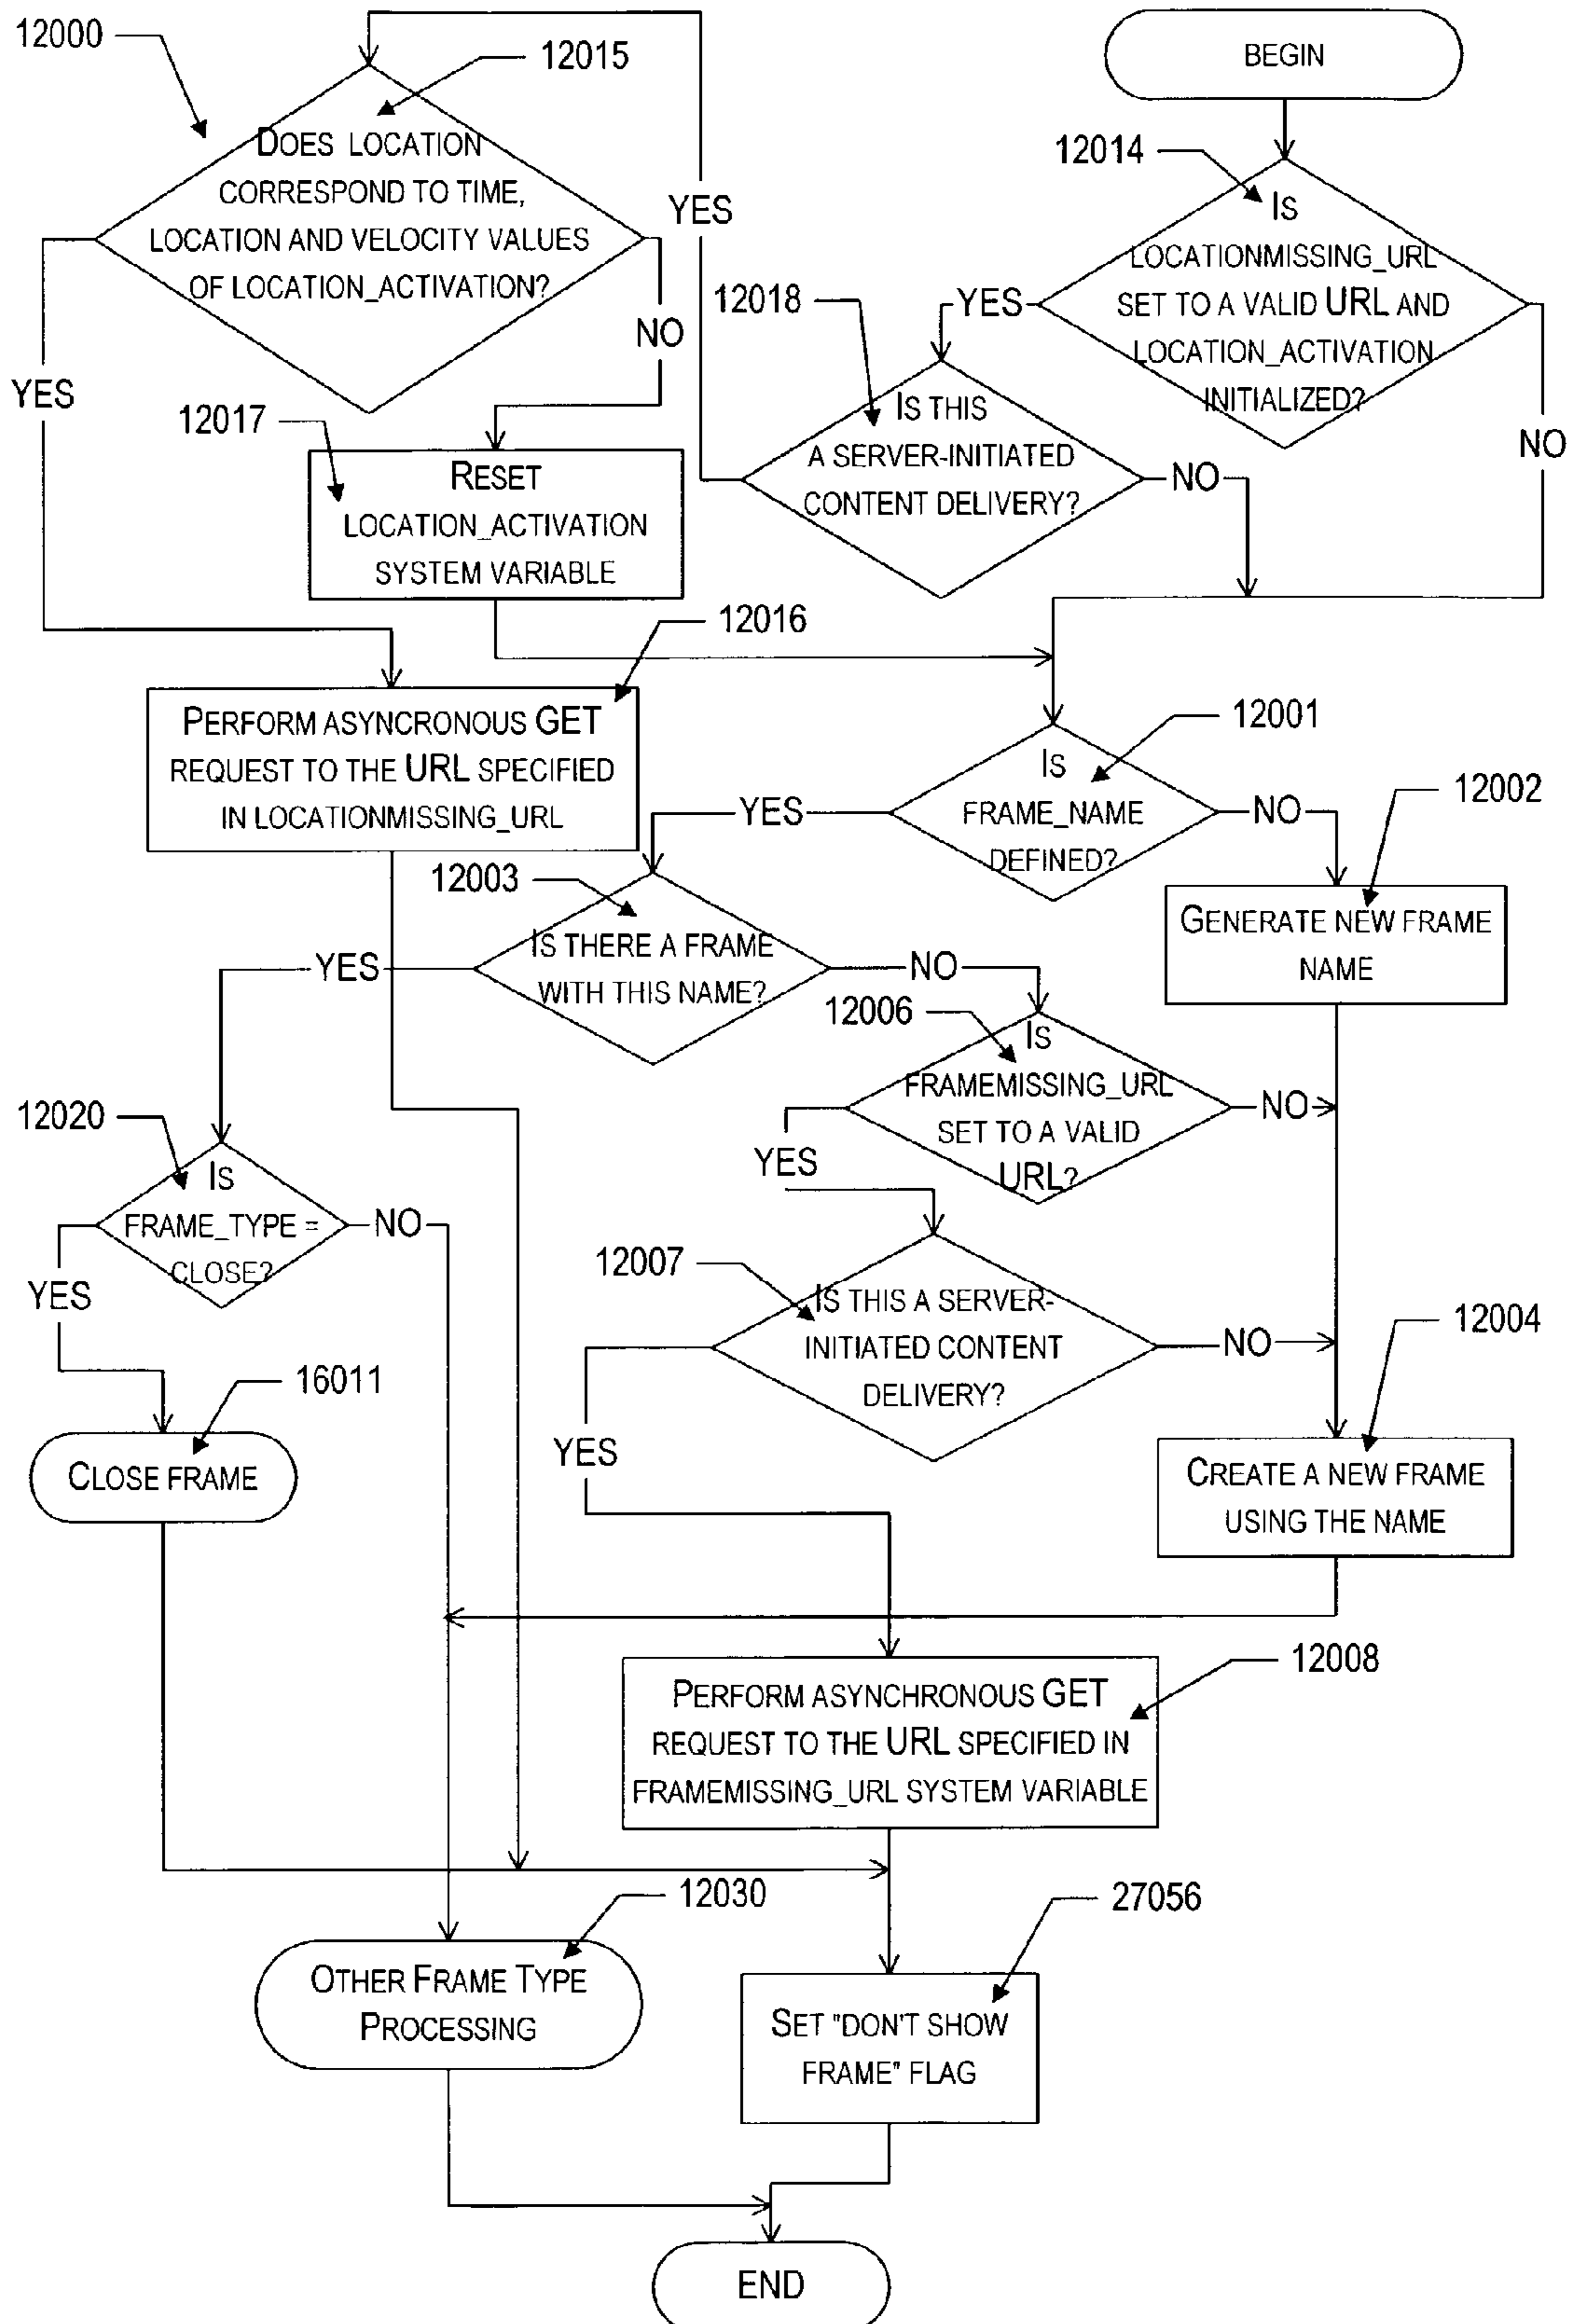 12000
12015
BEGIN
DOES LOCATION
CORRESPOND TO TIME,
LOCATION AND VELOCITY VALUES
OF LOCATION_ACTIVATION?
YES
12014
IS
LOCATIONMISSING_URL
SET TO A VALID URL AND
LOCATION_ACTIVATION
INITIALIZED?
12018
YES
NO
YES
NO
12017
IS THIS
A SERVER-INITIATED
CONTENT DELIVERY?
NO
RESET
LOCATION_ACTIVATION
SYSTEM VARIABLE
12016
PERFORM ASYNCRONOUS GET
REQUEST TO THE URL SPECIFIED
IN LOCATIONMISSING_URL
12001
IS
FRAME_NAME
DEFINED?
YES
NO
12002
GENERATE NEW FRAME
NAME
12003
IS THERE A FRAME
WITH THIS NAME?
YES
NO
12006
IS
FRAMEMISSING_URL
SET TO A VALID
URL?
NO
YES
12020
IS
FRAME_TYPE =
CLOSE?
NO
YES
12007
IS THIS A SERVER-
INITIATED CONTENT
DELIVERY?
NO
YES
12004
CREATE A NEW FRAME
USING THE NAME
16011
CLOSE FRAME
12008
PERFORM ASYNCHRONOUS GET
REQUEST TO THE URL SPECIFIED IN
FRAMEMISSING_URL SYSTEM VARIABLE
12030
OTHER FRAME TYPE
PROCESSING
27056
SET "DON'T SHOW
FRAME" FLAG
END